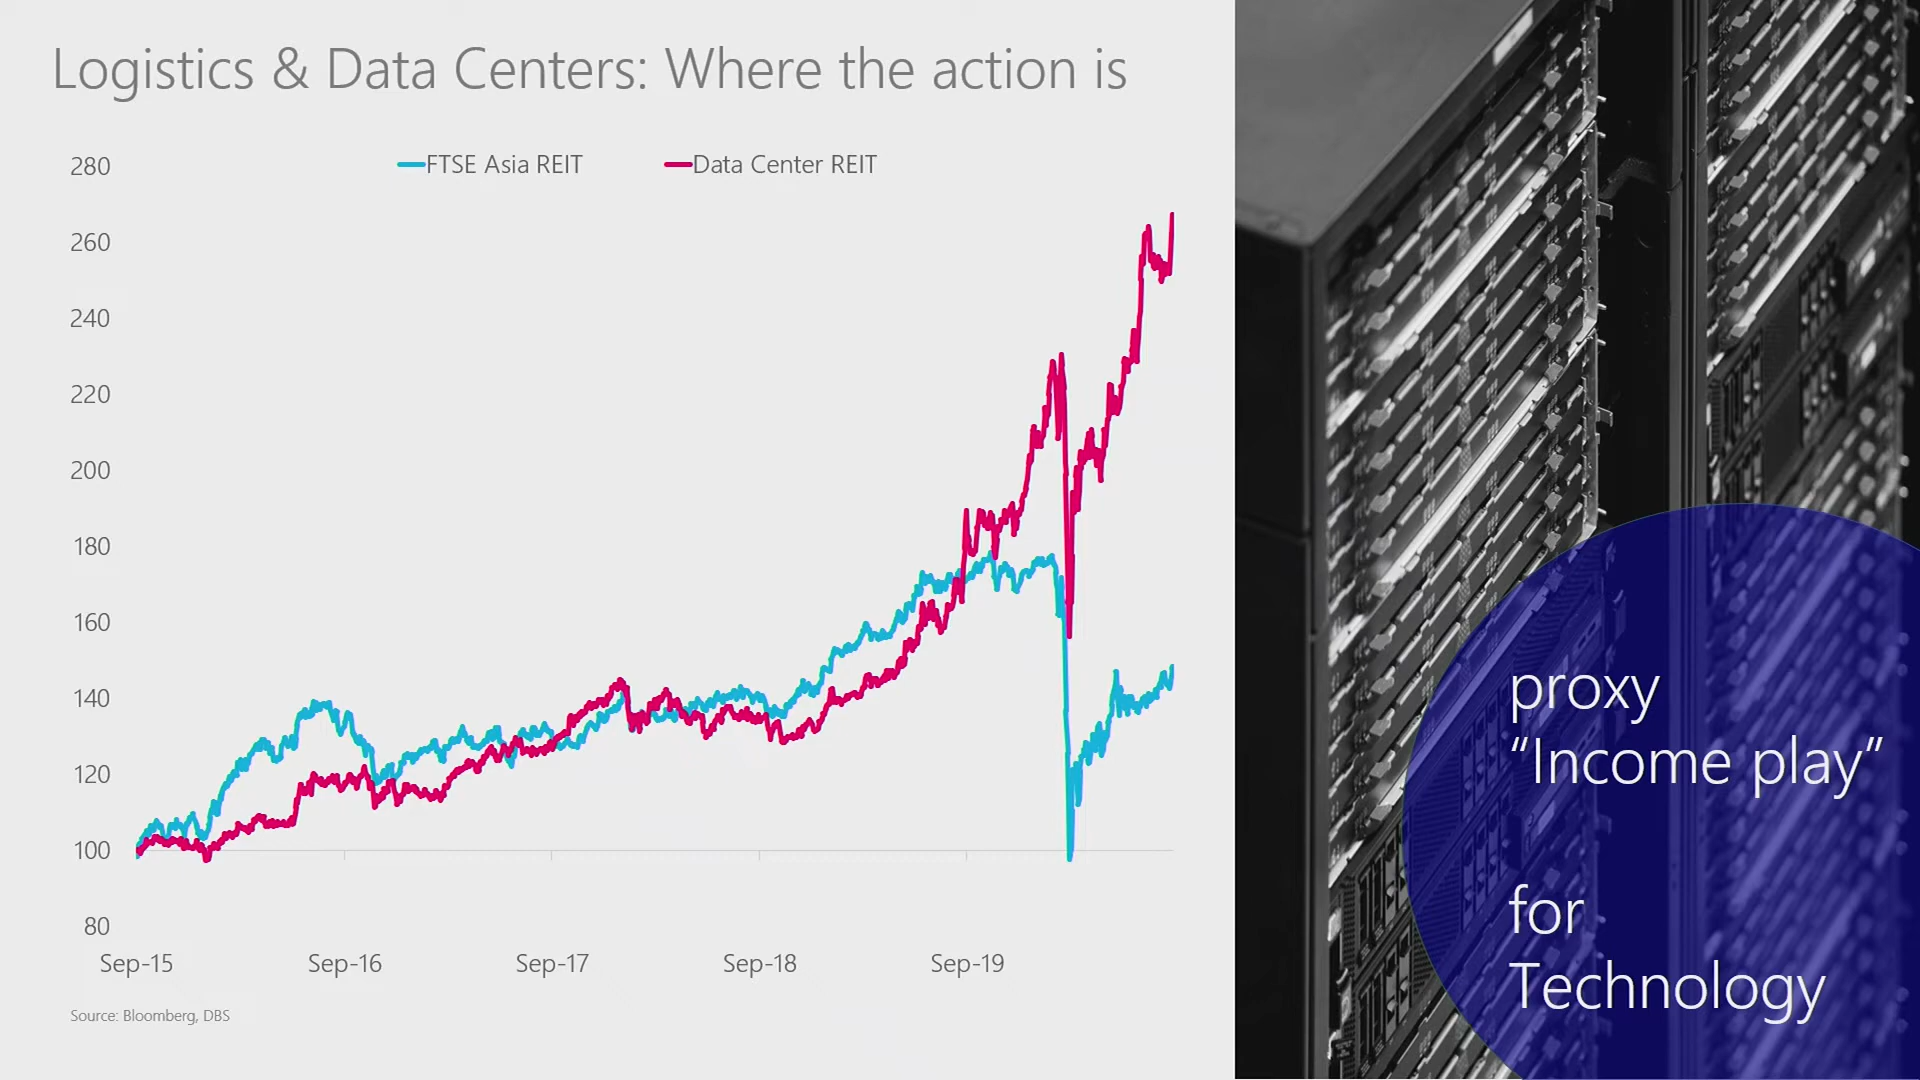 Logistics & Data Centers: Where the action is
FTSE Asia REIT
Data Center REIT
280
260
240
220
200
180
160
140
120
100
80
Sep-15
Sep-16
Sep-17
Sep-18
Sep-19
Source: Bloomberg, DBS
proxy
“Income play”
for
Technology